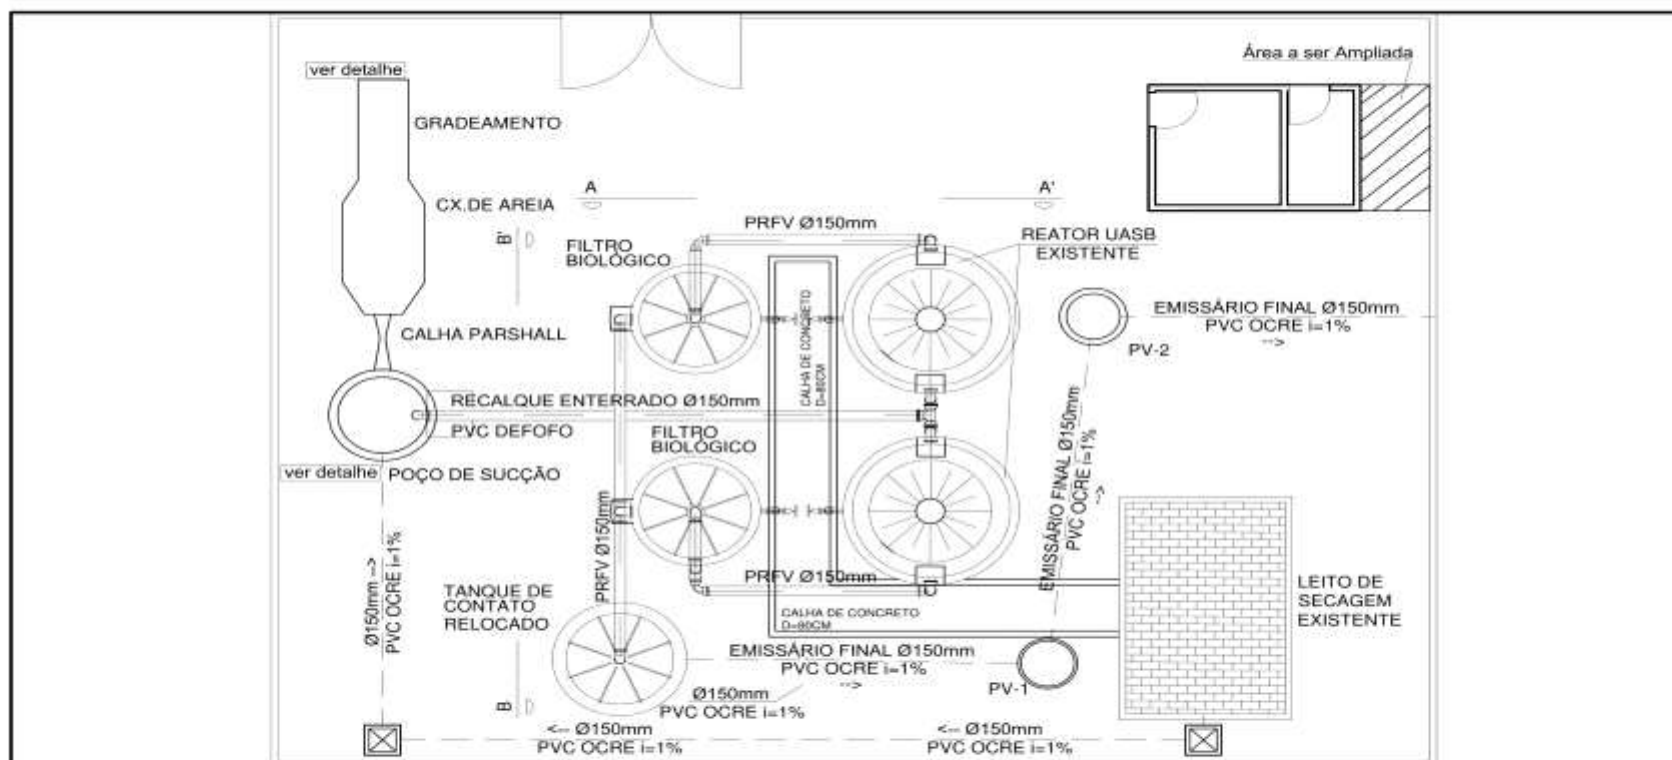 Área a ser Ampliada
ver detalhe
GRADEAMENTO
A
A'
CX.DE AREIA
B'
PRFV Ø150mm
FILTRO
BIOLÓGICO
REATOR UASB
EXISTENTE
CALHA DE CONCRETO
D=80CM
EMISSÁRIO FINAL Ø150mm
PVC OCRE i=1%
-->
PV-2
CALHA PARSHALL
RECALQUE ENTERRADO Ø150mm
PVC DEFOFO
FILTRO
BIOLÓGICO
ver detalhe
POÇO DE SUCÇÃO
EMISSÁRIO FINAL Ø150mm
PVC OCRE i=1%
-->
Ø150mm -->
PVC OCRE i=1%
PRFV Ø150mm
PRFV Ø150mm
TANQUE DE
CONTATO
RELOCADO
CALHA DE CONCRETO
D=80CM
LEITO DE
SECAGEM
EXISTENTE
EMISSÁRIO FINAL Ø150mm
PVC OCRE i=1%
-->
PV-1
B
Ø150mm
PVC OCRE i=1%
<-- Ø150mm
PVC OCRE i=1%
<-- Ø150mm
PVC OCRE i=1%